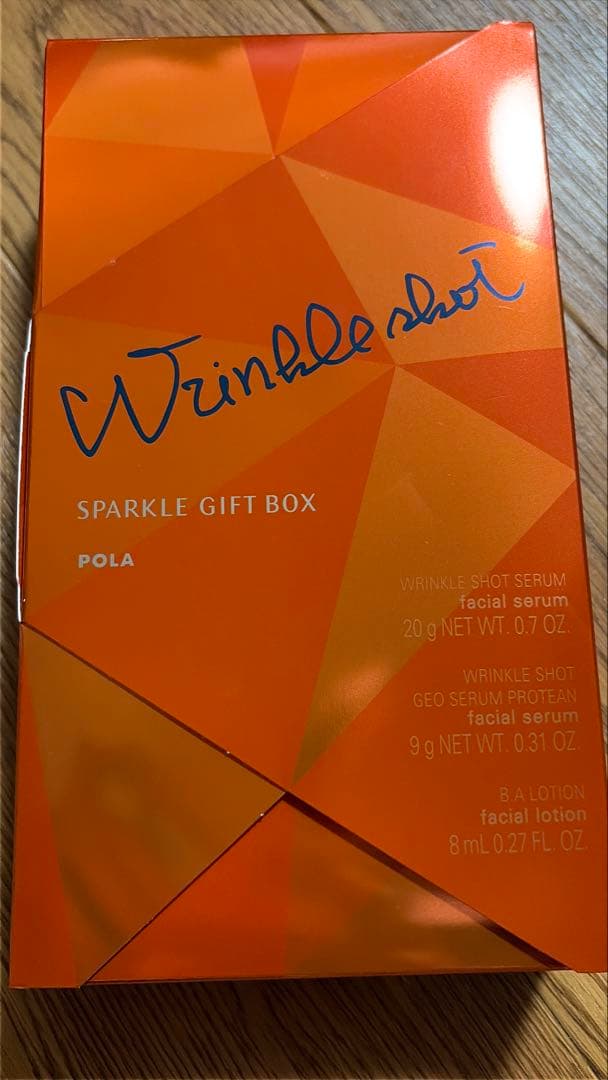 Wrinkle shot
SPARKLE GIFT BOX
POLA
WRINKLE SHOT SERUM
facial serum
20 g NET WT. 0.7 OZ.
WRINKLE SHOT
GEO SERUM PROTEAN
facial serum
9 g NET WT. 0.31 OZ.
B.A LOTION
facial lotion
8 mL 0.27 FL. OZ.